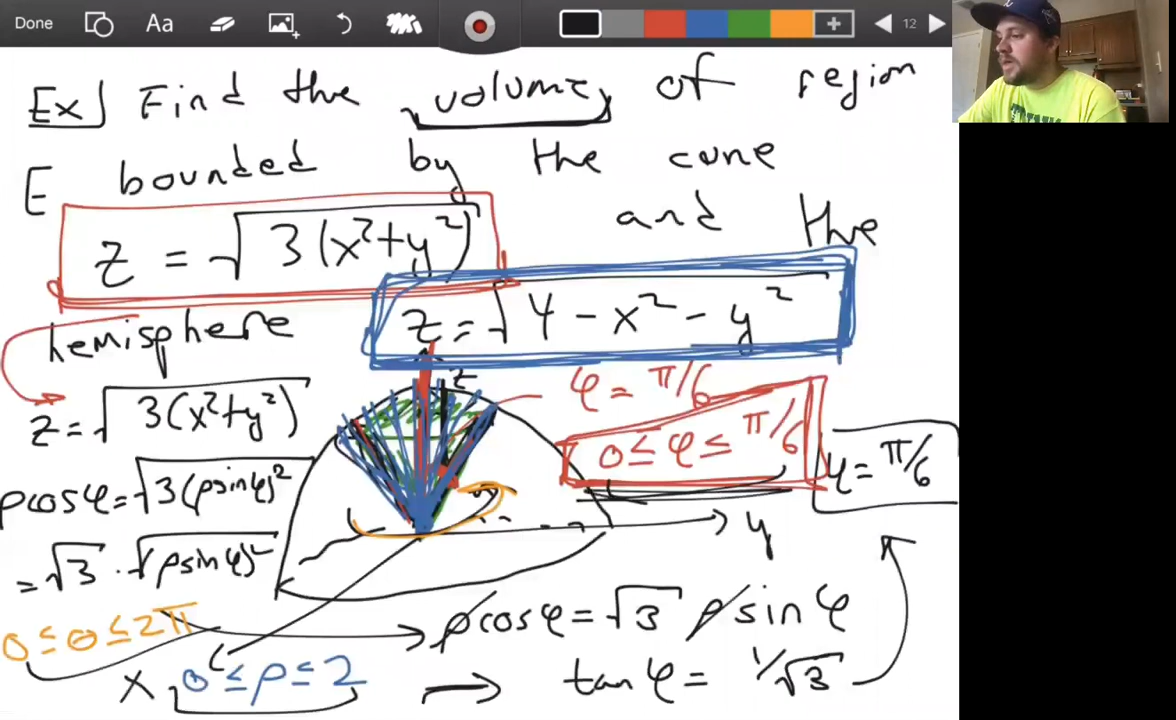 Done
Aa
12
Ex] Find the volume of region
E bounded by the cone
z = √3(x²+y²) and the
hemisphere z = √4 - x² - y²
z
φ = π/6
z = √3(x²+y²)
0 ≤ φ ≤ π/6
φ = π/6
ρcosφ = √3(ρsinφ)²
y
= √3 · √(ρsinφ)²
0 ≤ θ ≤ 2π
ρcosφ = √3 ρsinφ
x
0 ≤ ρ ≤ 2
tanφ = 1/√3